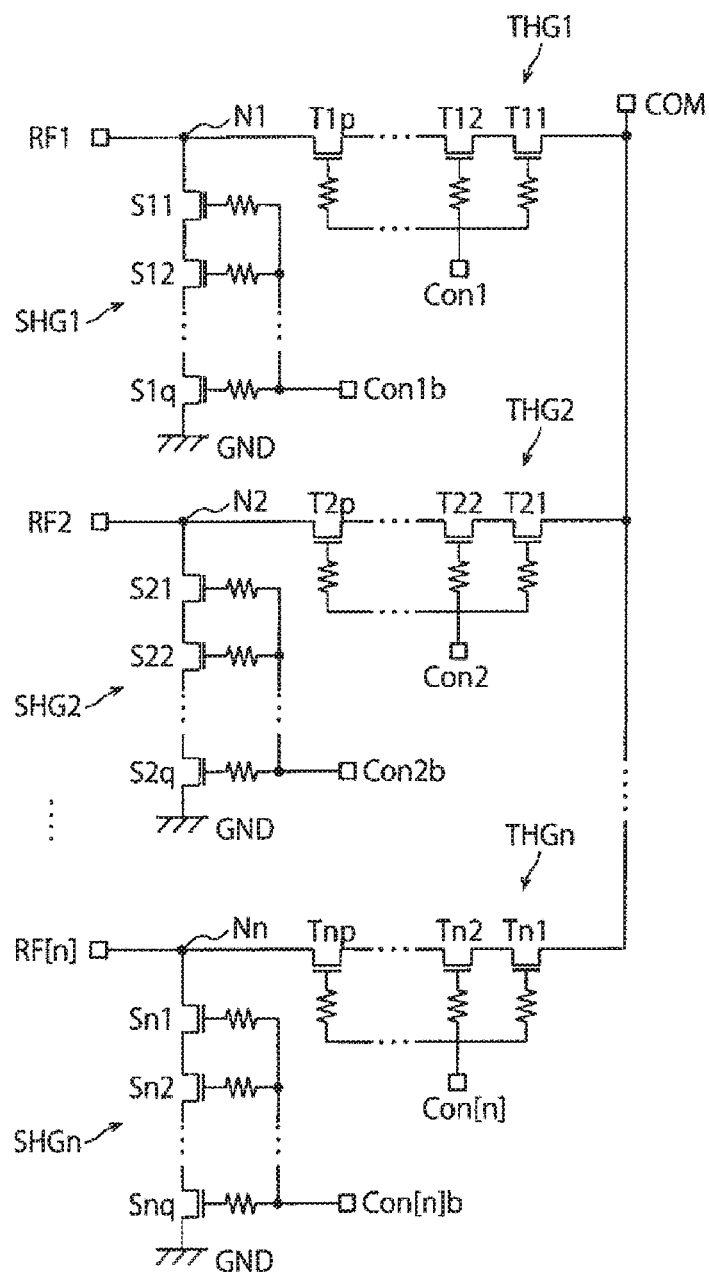 THG1
COM
RF1
N1
T1p
T12
T11
S11
S12
SHG1
Con1
S1q
Con1b
GND
THG2
RF2
N2
T2p
T22
T21
S21
S22
SHG2
Con2
S2q
Con2b
GND
THGn
RF[n]
Nn
Tnp
Tn2
Tn1
Sn1
Sn2
SHGn
Con[n]
Snq
Con[n]b
GND